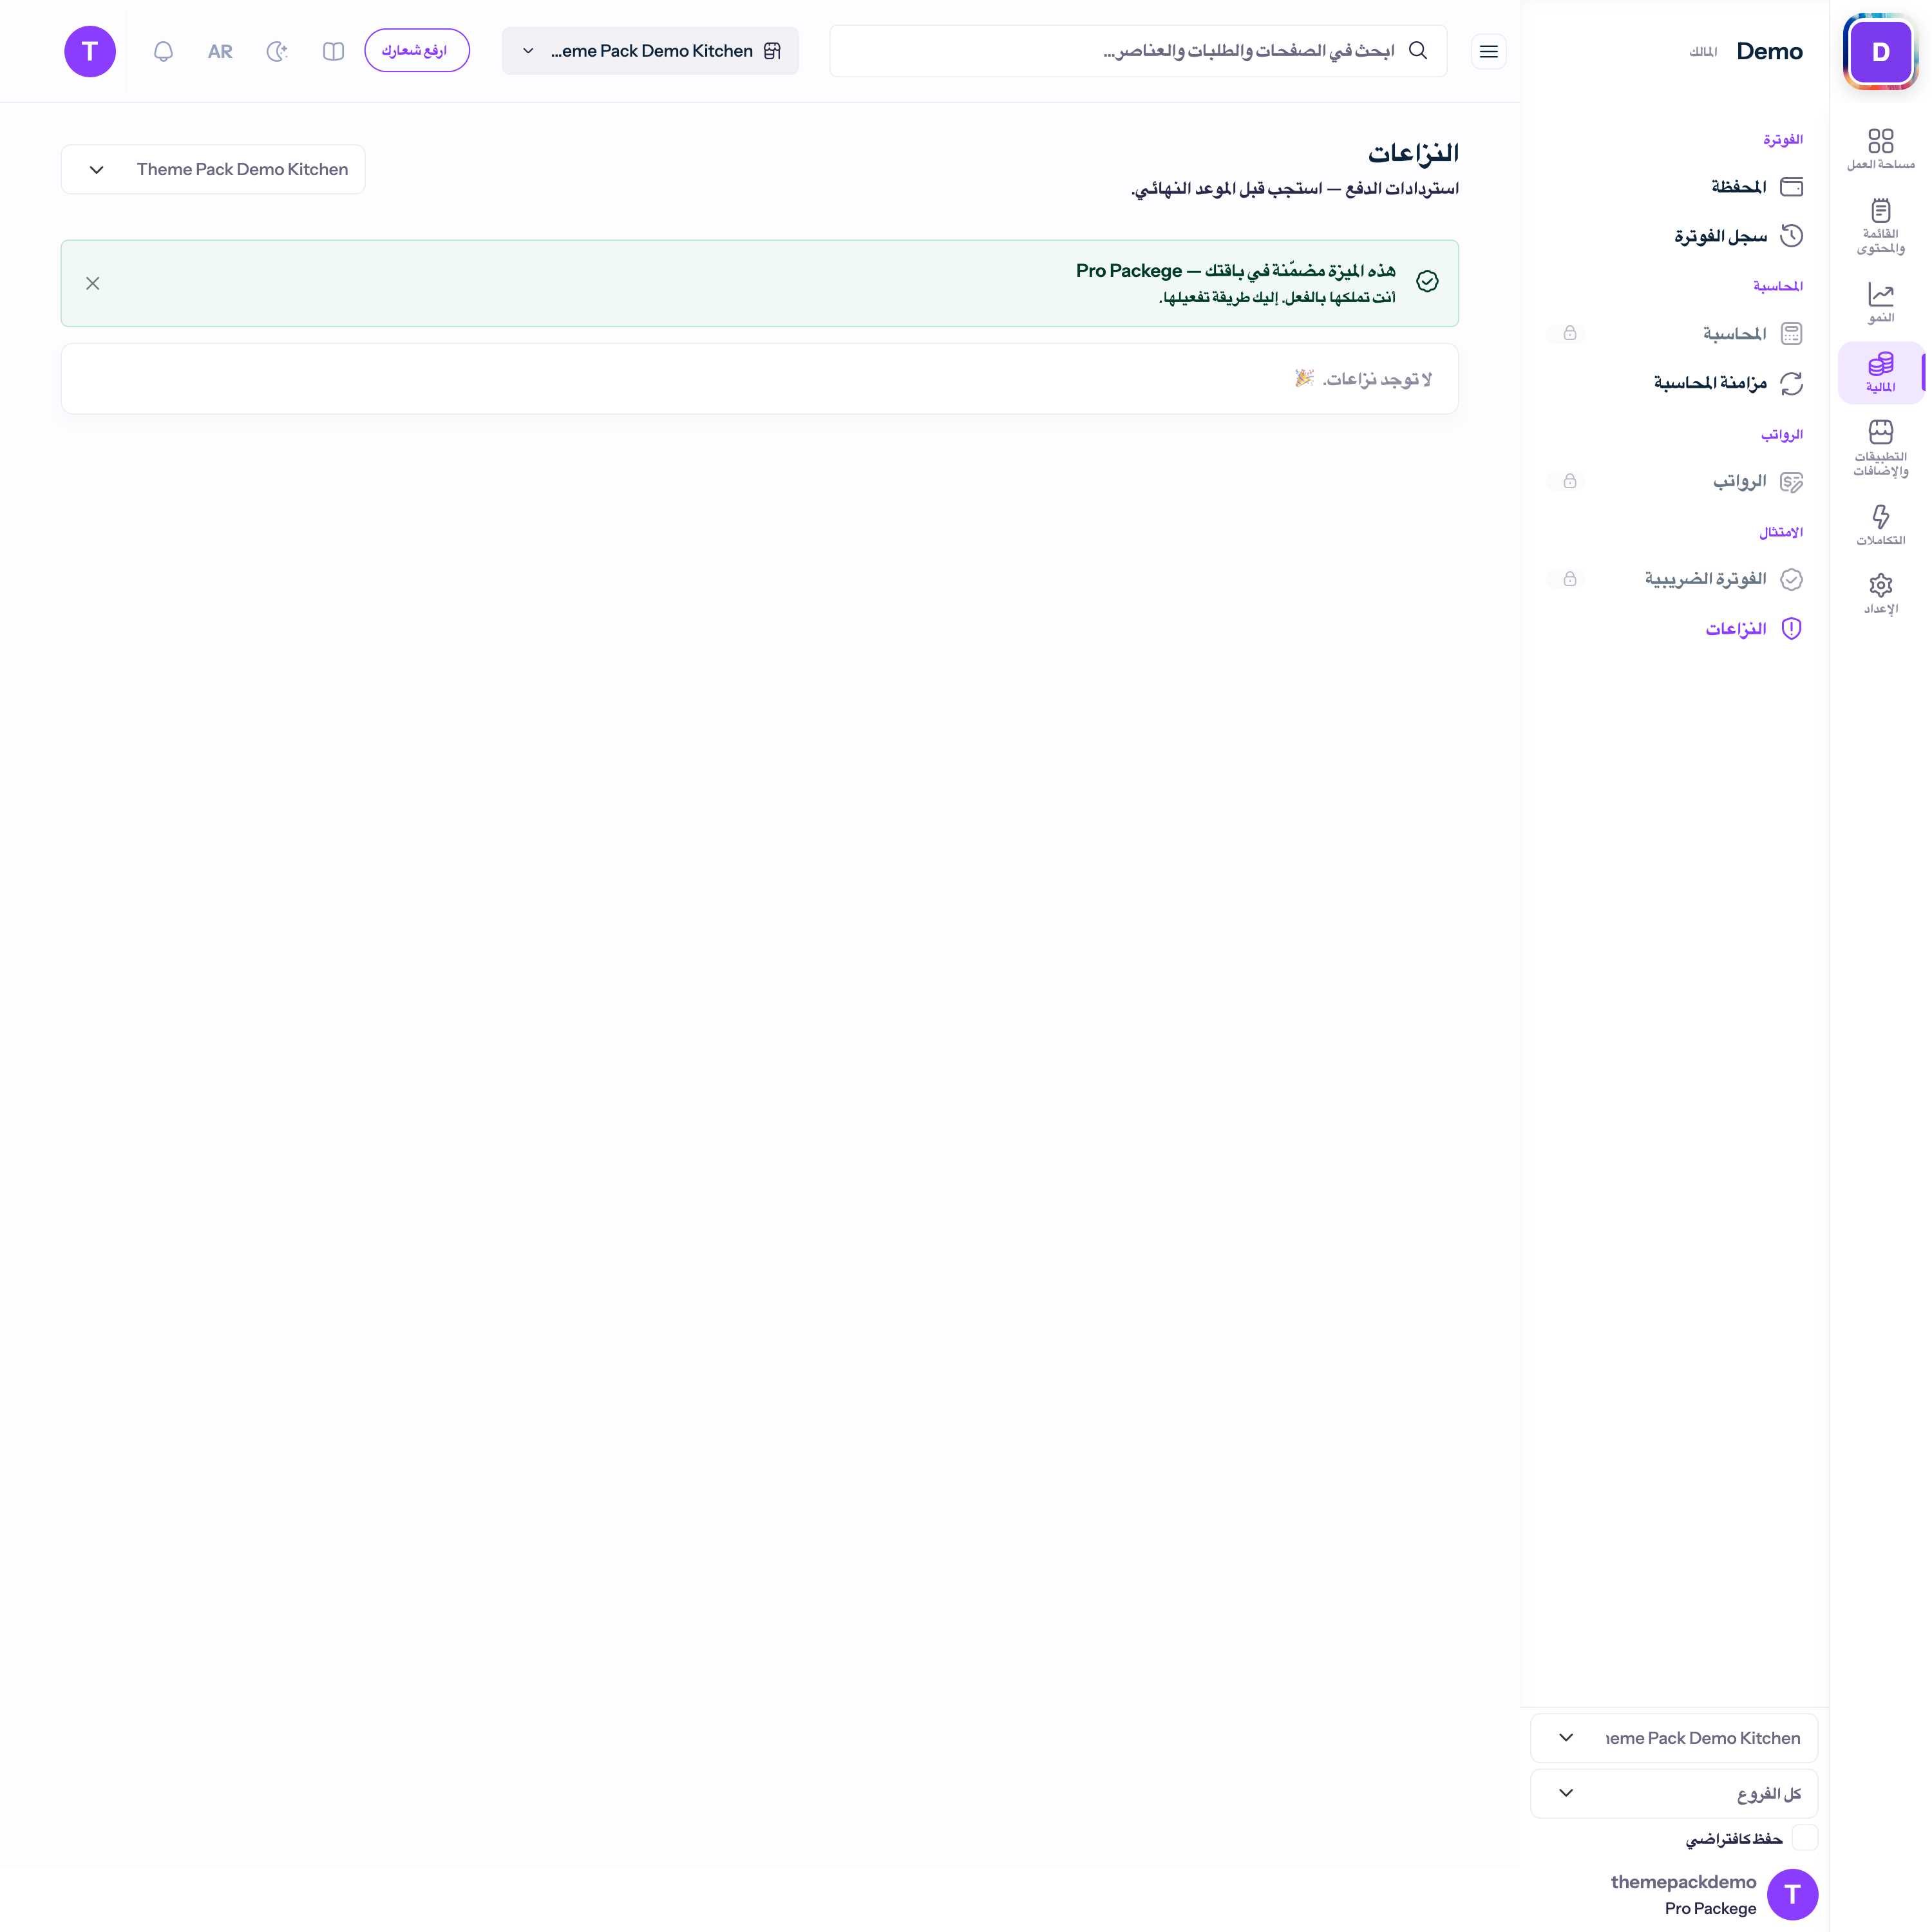 D
مساحة العمل
القائمة
والمحتوى
النمو
المالية
التطبيقات
والإضافات
التكاملات
الإعداد
Demo المالك
الفوترة
المحفظة
سجل الفوترة
المحاسبة
المحاسبة
مزامنة المحاسبة
الرواتب
الرواتب
الامتثال
الفوترة الضريبية
النزاعات
heme Pack Demo Kitchen
كل الفروع
حفظ كافتراضي
T
themepackdemo
Pro Packege
ابحث في الصفحات والطلبات والعناصر...
eme Pack Demo Kitchen...
ارفع شعارك
AR
T
النزاعات
استردادات الدفع — استجب قبل الموعد النهائي.
Theme Pack Demo Kitchen
هذه الميزة مضمّنة في باقتك — Pro Packege
أنت تملكها بالفعل. إليك طريقة تفعيلها.
لا توجد نزاعات. 🎉